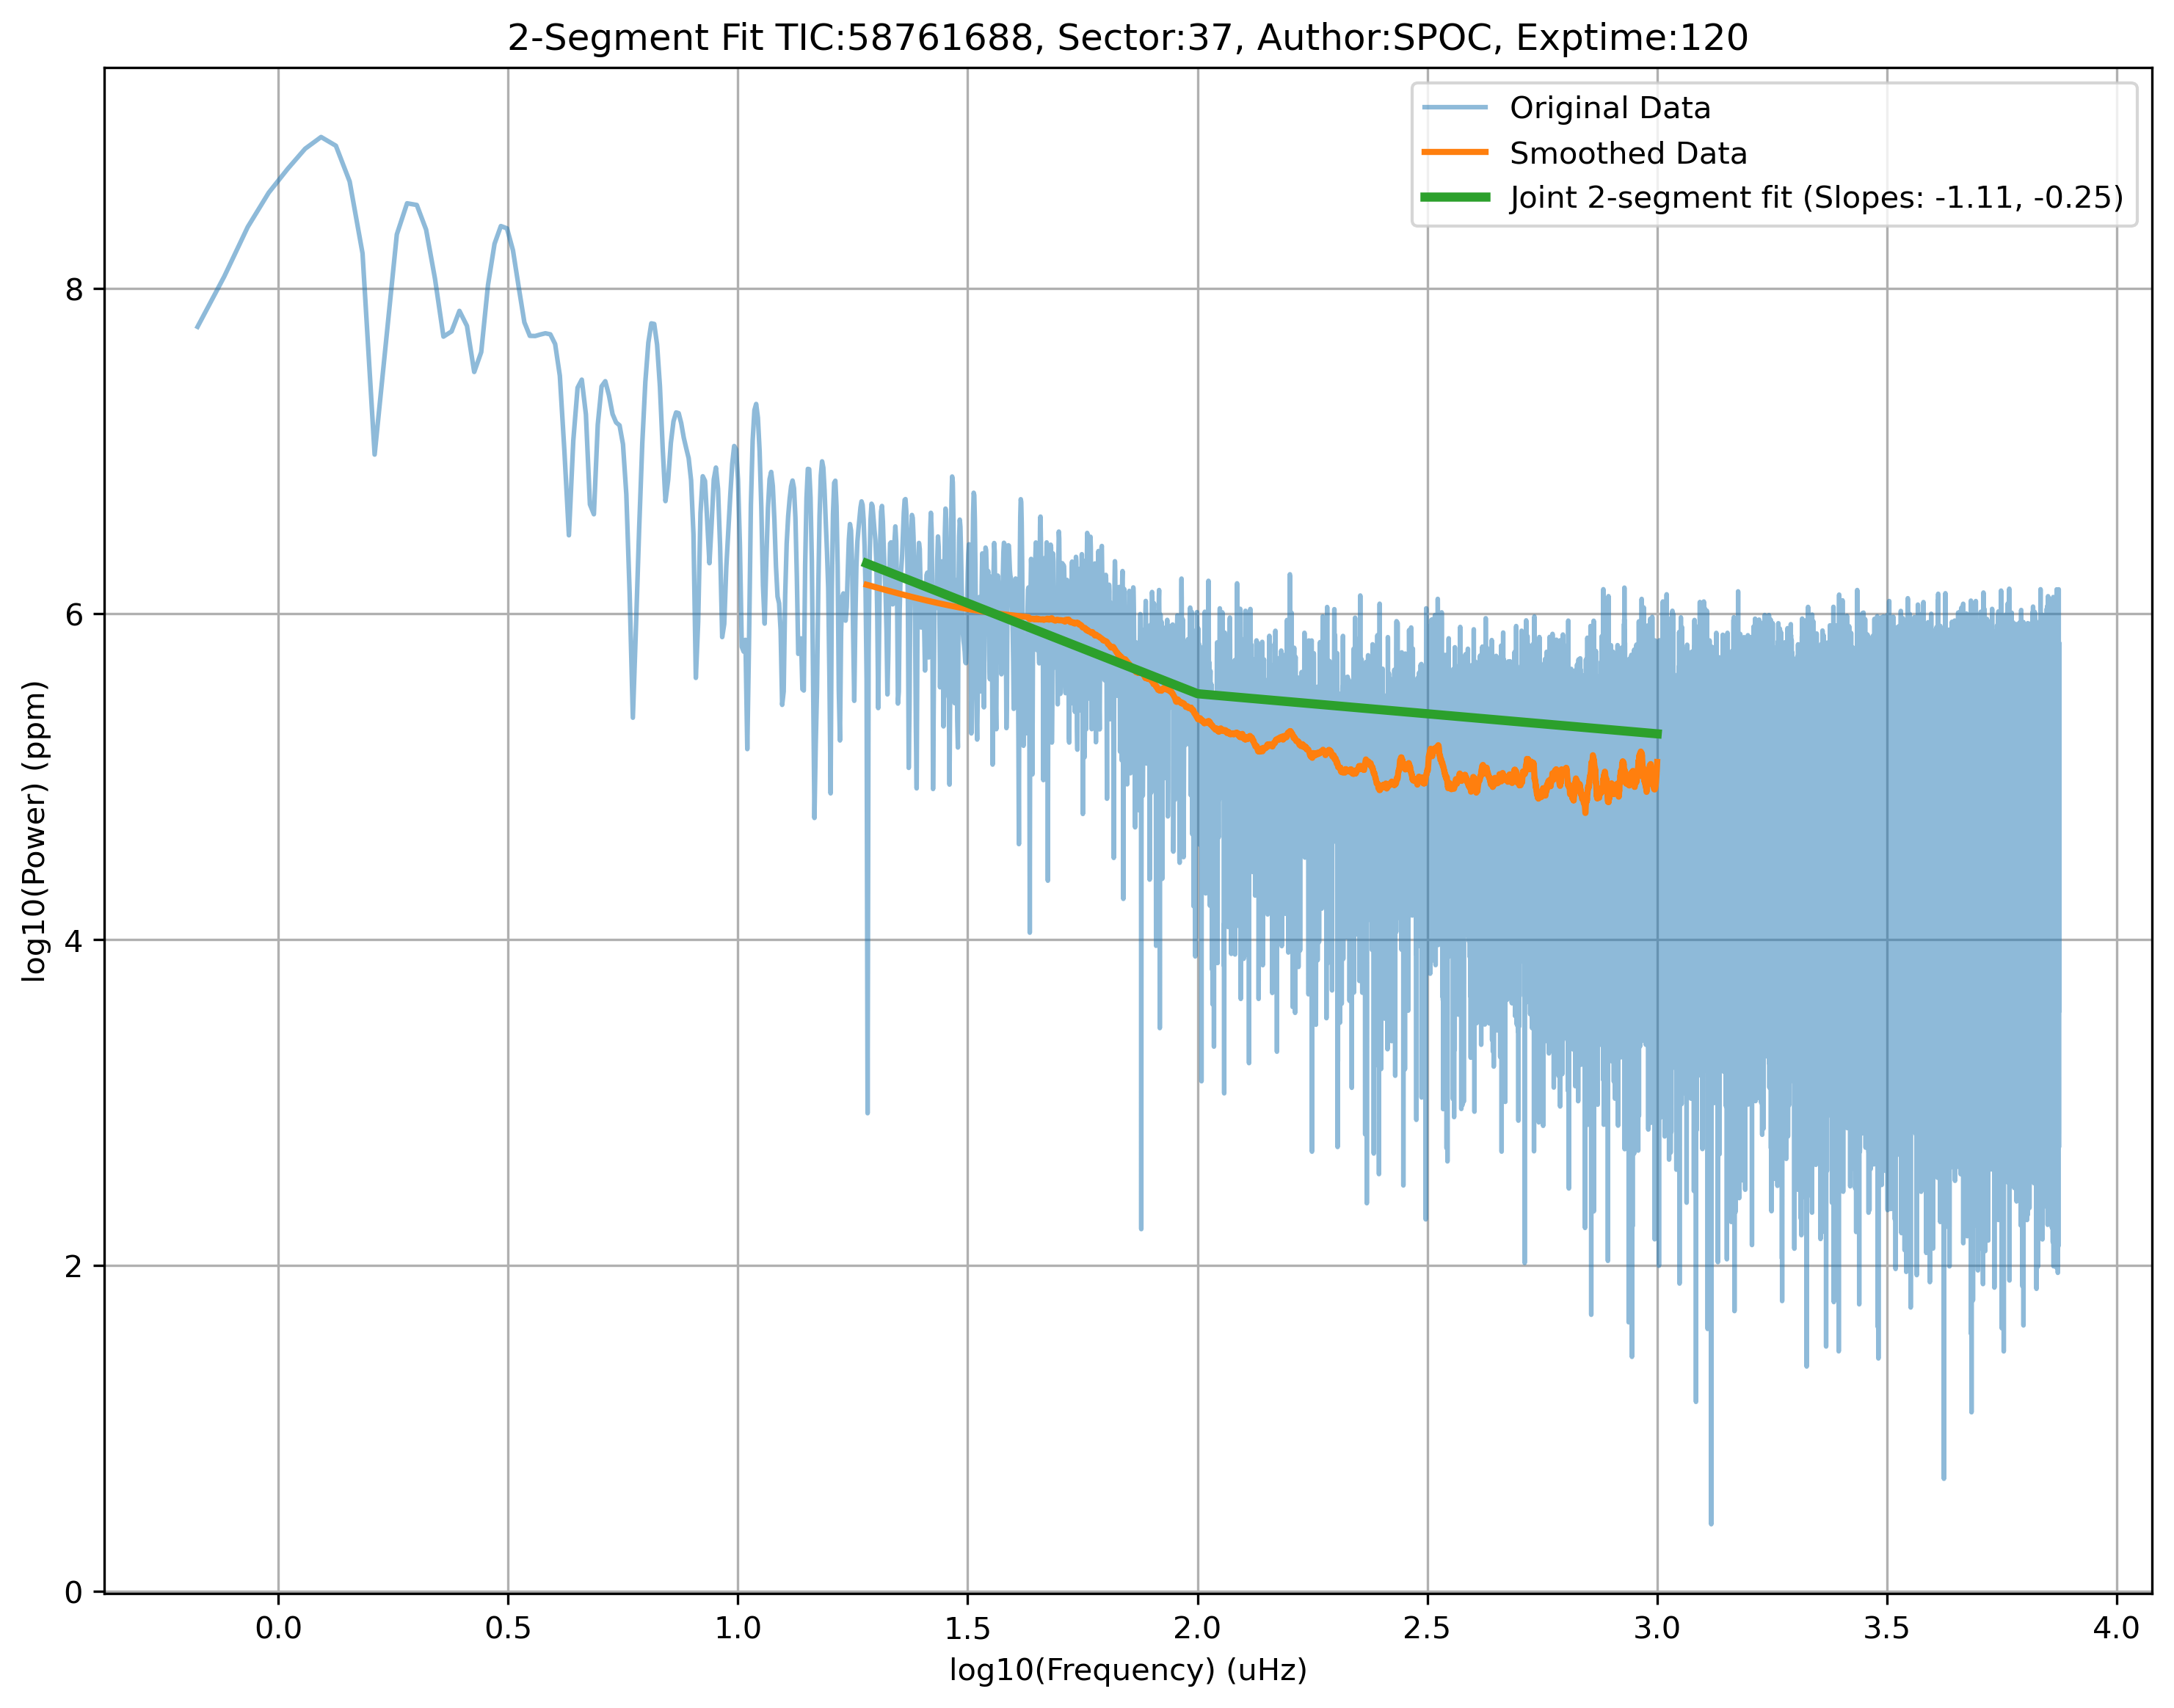 2-Segment Fit TIC:58761688, Sector:37, Author:SPOC, Exptime:120
Original Data
Smoothed Data
Joint 2-segment fit (Slopes: -1.11, -0.25)
log10(Power) (ppm)
8
6
4
2
0
0.0 0.5 1.0 1.5 2.0 2.5 3.0 3.5 4.0
log10(Frequency) (uHz)